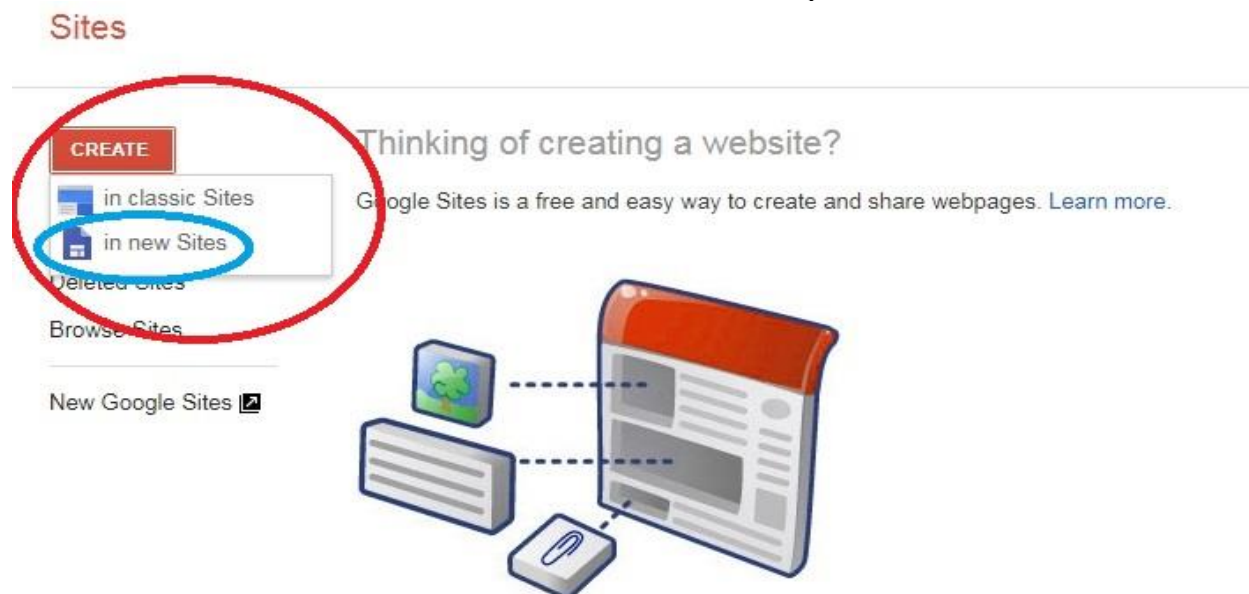 Sites
CREATE
in classic Sites
in new Sites
Deleted Sites
Browse Sites
New Google Sites
Thinking of creating a website?
Google Sites is a free and easy way to create and share webpages. Learn more.